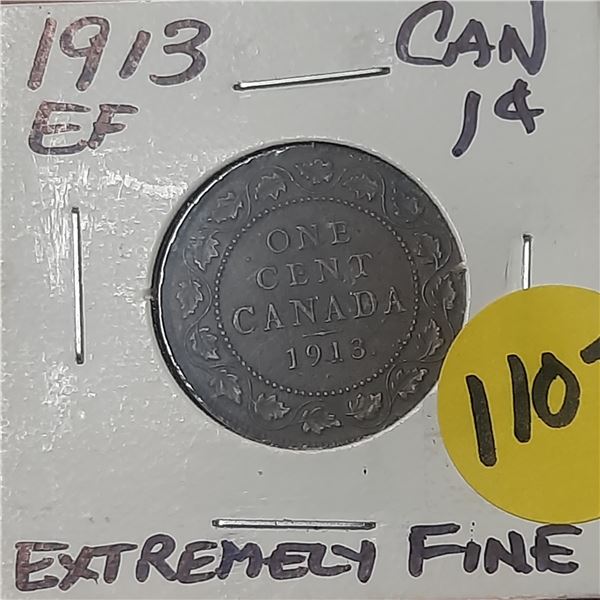 1913 CAN
EF 1¢
ONE
CENT
CANADA
1913
110
EXTREMELY FINE